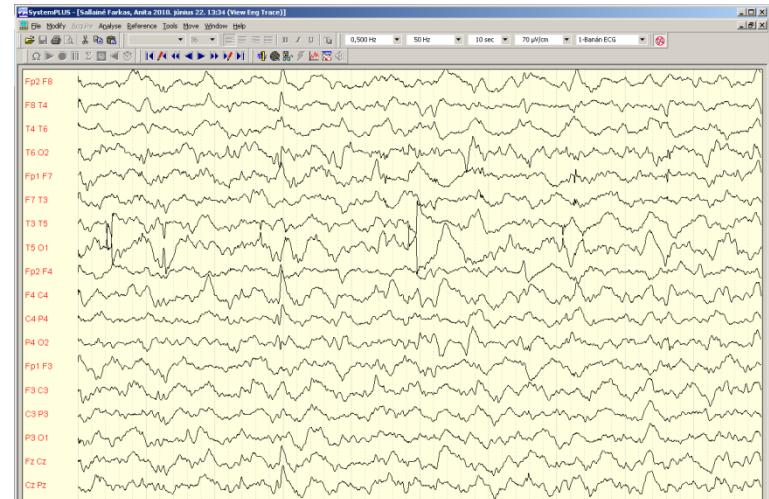 SystemPLUS - [Sallainé Farkas, Anita 2010. június 22. 13:34 (View Eeg Trace)]
File Modify Acquire Analyse Reference Tools Move Window Help
0,500 Hz 50 Hz 10 sec 70 µV/cm 1-Banán ECG
Fp2 F8
F8 T4
T4 T6
T6 O2
Fp1 F7
F7 T3
T3 T5
T5 O1
Fp2 F4
F4 C4
C4 P4
P4 O2
Fp1 F3
F3 C3
C3 P3
P3 O1
Fz Cz
Cz Pz